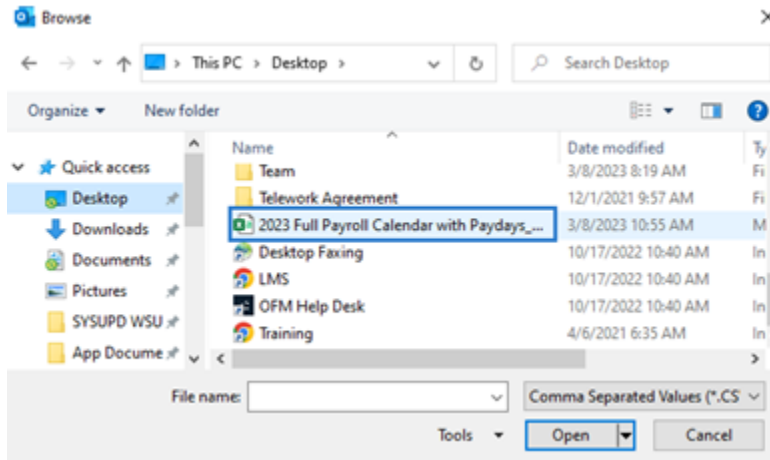 Browse
This PC > Desktop >
Search Desktop
Organize
New folder
?
Name
Date modified
Ty
Quick access
Desktop
Downloads
Documents
Pictures
SYSUPD WSU
App Docume
Team 3/8/2023 8:19 AM Fi
Telework Agreement 12/1/2021 9:57 AM Fi
2023 Full Payroll Calendar with Paydays_... 3/8/2023 10:55 AM M
Desktop Faxing 10/17/2022 10:40 AM In
LMS 10/17/2022 10:40 AM In
OFM Help Desk 10/17/2022 10:40 AM In
Training 4/6/2021 6:35 AM In
File name:
Comma Separated Values (*.CS
Tools
Open
Cancel